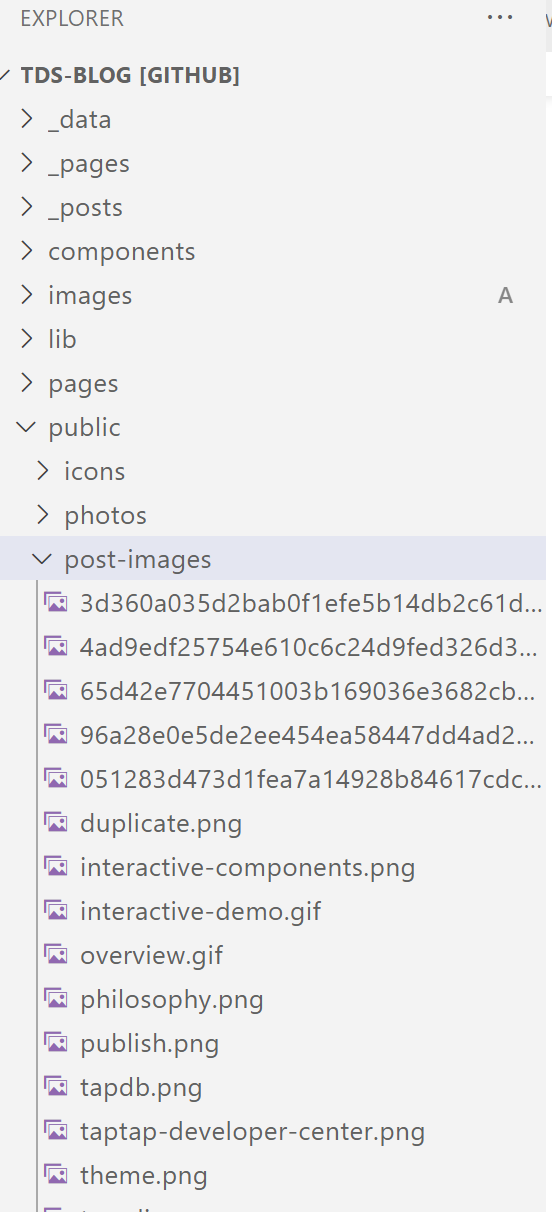 EXPLORER
TDS-BLOG [GITHUB]
_data
_pages
_posts
components
images A
lib
pages
public
icons
photos
post-images
3d360a035d2bab0f1efe5b14db2c61d...
4ad9edf25754e610c6c24d9fed326d3...
65d42e7704451003b169036e3682cb...
96a28e0e5de2ee454ea58447dd4ad2...
051283d473d1fea7a14928b84617cdc...
duplicate.png
interactive-components.png
interactive-demo.gif
overview.gif
philosophy.png
publish.png
tapdb.png
taptap-developer-center.png
theme.png